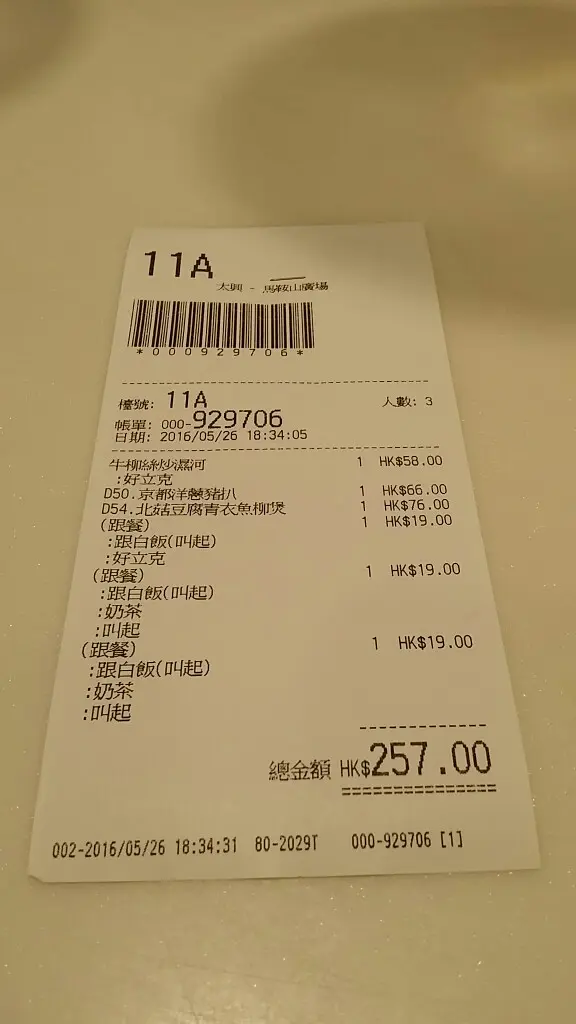 11A
太興 - 馬鞍山廣場
*000929706*
檯號: 11A 人數: 3
帳單: 000-929706
日期: 2016/05/26 18:34:05
牛柳絲炒濕河 1 HK$58.00
:好立克
D50.京都洋蔥豬扒 1 HK$66.00
D54.北菇豆腐青衣魚柳煲 1 HK$76.00
(跟餐) 1 HK$19.00
:跟白飯(叫起)
:好立克
(跟餐) 1 HK$19.00
:跟白飯(叫起)
:奶茶
:叫起
(跟餐) 1 HK$19.00
:跟白飯(叫起)
:奶茶
:叫起
總金額 HK$257.00
002-2016/05/26 18:34:31 80-2029T 000-929706 [1]